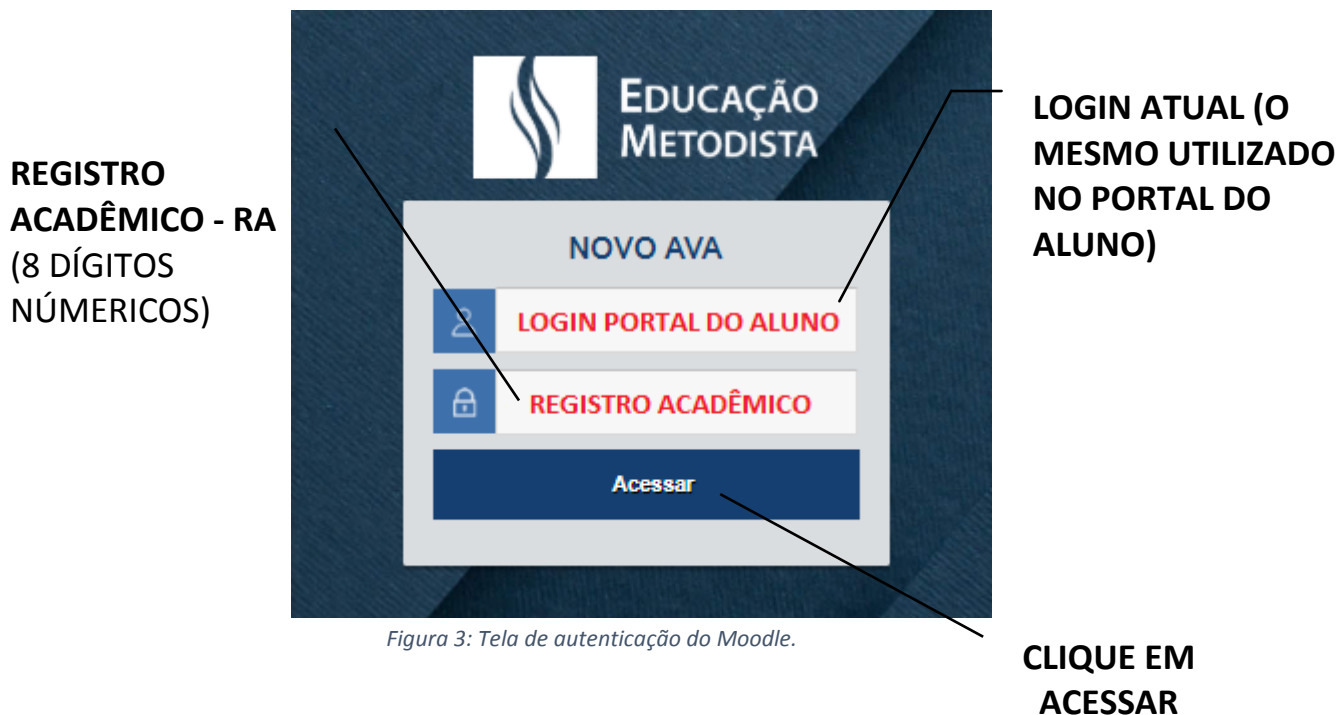 EDUCAÇÃO
METODISTA
REGISTRO
ACADÊMICO - RA
(8 DÍGITOS
NÚMERICOS)
LOGIN ATUAL (O
MESMO UTILIZADO
NO PORTAL DO
ALUNO)
NOVO AVA
LOGIN PORTAL DO ALUNO
REGISTRO ACADÊMICO
Acessar
Figura 3: Tela de autenticação do Moodle.
CLIQUE EM
ACESSAR